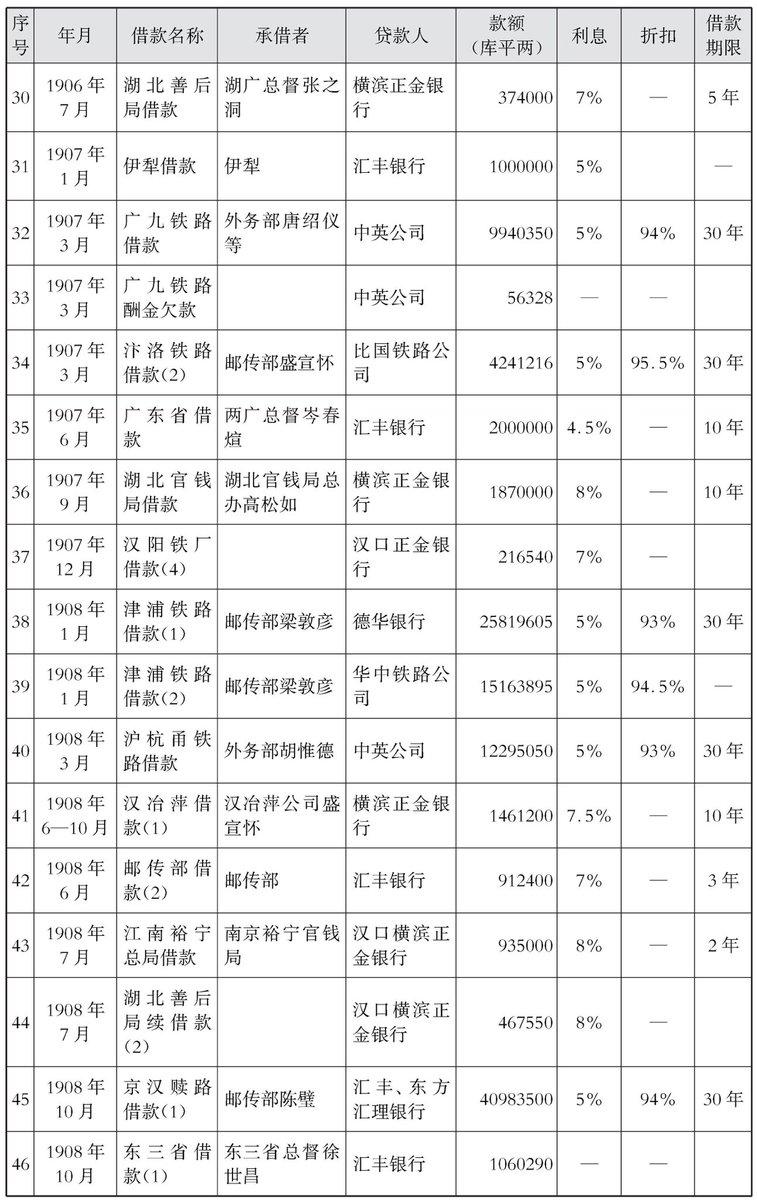 序号 年月 借款名称 承借者 贷款人 款额（库平两） 利息 折扣 借款期限
30 1906年7月 湖北善后局借款 湖广总督张之洞 横滨正金银行 374000 7% — 5年
31 1907年1月 伊犁借款 伊犁 汇丰银行 1000000 5% —
32 1907年3月 广九铁路借款 外务部唐绍仪等 中英公司 9940350 5% 94% 30年
33 1907年3月 广九铁路酬金欠款 中英公司 56328 — —
34 1907年3月 汴洛铁路借款(2) 邮传部盛宣怀 比国铁路公司 4241216 5% 95.5% 30年
35 1907年6月 广东省借款 两广总督岑春煊 汇丰银行 2000000 4.5% — 10年
36 1907年9月 湖北官钱局借款 湖北官钱局总办高松如 横滨正金银行 1870000 8% — 10年
37 1907年12月 汉阳铁厂借款(4) 汉口正金银行 216540 7% —
38 1908年1月 津浦铁路借款(1) 邮传部梁敦彦 德华银行 25819605 5% 93% 30年
39 1908年1月 津浦铁路借款(2) 邮传部梁敦彦 华中铁路公司 15163895 5% 94.5% —
40 1908年3月 沪杭甬铁路借款 外务部胡惟德 中英公司 12295050 5% 93% 30年
41 1908年6—10月 汉冶萍借款(1) 汉冶萍公司盛宣怀 横滨正金银行 1461200 7.5% — 10年
42 1908年6月 邮传部借款(2) 邮传部 汇丰银行 912400 7% — 3年
43 1908年7月 江南裕宁总局借款 南京裕宁官钱局 汉口横滨正金银行 935000 8% — 2年
44 1908年7月 湖北善后局续借款(2) 汉口横滨正金银行 467550 8% —
45 1908年10月 京汉赎路借款(1) 邮传部陈璧 汇丰、东方汇理银行 40983500 5% 94% 30年
46 1908年10月 东三省借款(1) 东三省总督徐世昌 汇丰银行 1060290 — —